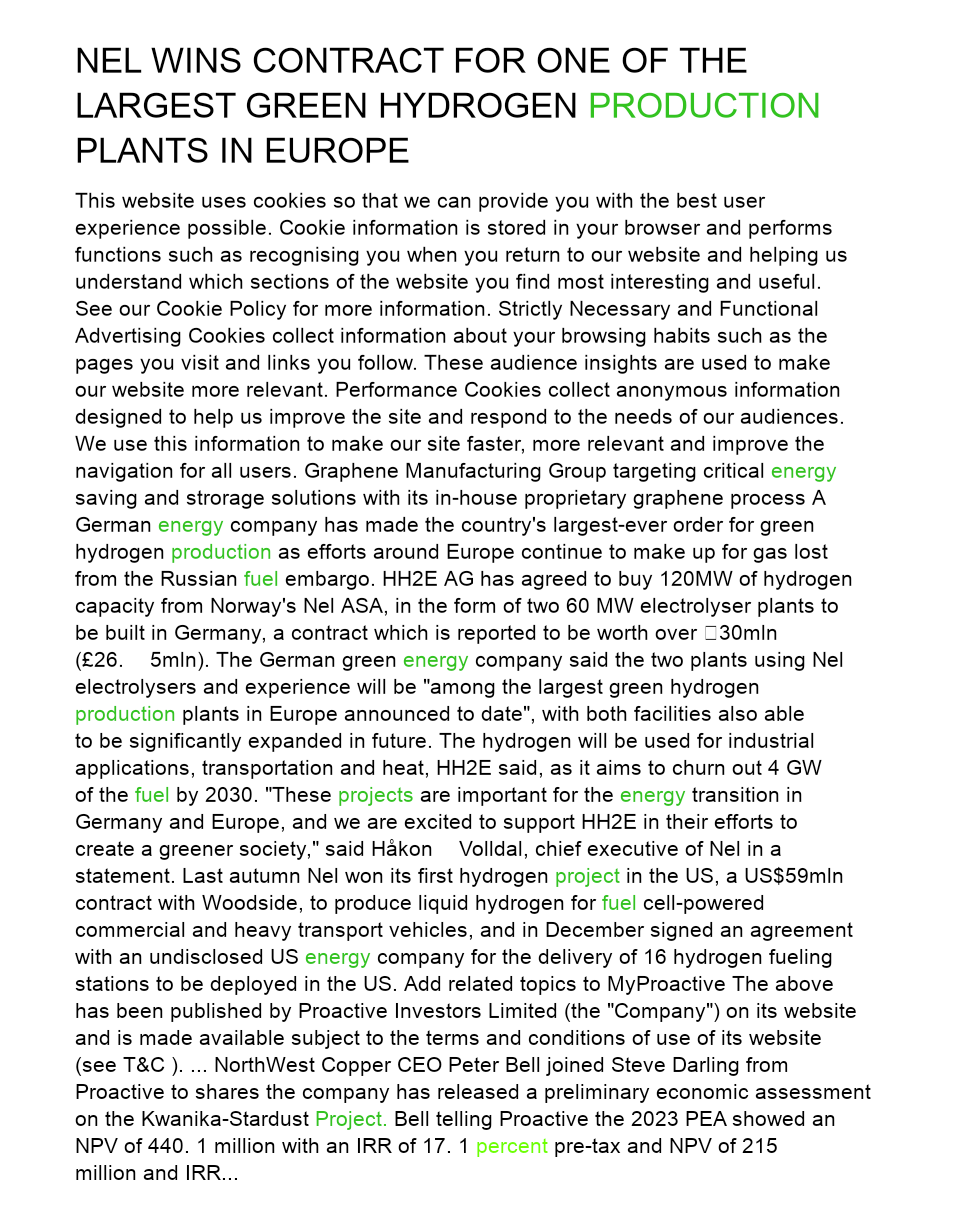 NEL WINS CONTRACT FOR ONE OF THE
LARGEST GREEN HYDROGEN PRODUCTION
PLANTS IN EUROPE
This website uses cookies so that we can provide you with the best user
experience possible. Cookie information is stored in your browser and performs
functions such as recognising you when you return to our website and helping us
understand which sections of the website you find most interesting and useful.
See our Cookie Policy for more information. Strictly Necessary and Functional
Advertising Cookies collect information about your browsing habits such as the
pages you visit and links you follow. These audience insights are used to make
our website more relevant. Performance Cookies collect anonymous information
designed to help us improve the site and respond to the needs of our audiences.
We use this information to make our site faster, more relevant and improve the
navigation for all users. Graphene Manufacturing Group targeting critical energy
saving and strorage solutions with its in-house proprietary graphene process A
German energy company has made the country's largest-ever order for green
hydrogen production as efforts around Europe continue to make up for gas lost
from the Russian fuel embargo. HH2E AG has agreed to buy 120MW of hydrogen
capacity from Norway's Nel ASA, in the form of two 60 MW electrolyser plants to
be built in Germany, a contract which is reported to be worth over 30mln
(£26. 5mln). The German green energy company said the two plants using Nel
electrolysers and experience will be "among the largest green hydrogen
production plants in Europe announced to date", with both facilities also able
to be significantly expanded in future. The hydrogen will be used for industrial
applications, transportation and heat, HH2E said, as it aims to churn out 4 GW
of the fuel by 2030. "These projects are important for the energy transition in
Germany and Europe, and we are excited to support HH2E in their efforts to
create a greener society," said Håkon Volldal, chief executive of Nel in a
statement. Last autumn Nel won its first hydrogen project in the US, a US$59mln
contract with Woodside, to produce liquid hydrogen for fuel cell-powered
commercial and heavy transport vehicles, and in December signed an agreement
with an undisclosed US energy company for the delivery of 16 hydrogen fueling
stations to be deployed in the US. Add related topics to MyProactive The above
has been published by Proactive Investors Limited (the "Company") on its website
and is made available subject to the terms and conditions of use of its website
(see T&C ). ... NorthWest Copper CEO Peter Bell joined Steve Darling from
Proactive to shares the company has released a preliminary economic assessment
on the Kwanika-Stardust Project. Bell telling Proactive the 2023 PEA showed an
NPV of 440. 1 million with an IRR of 17. 1 percent pre-tax and NPV of 215
million and IRR...